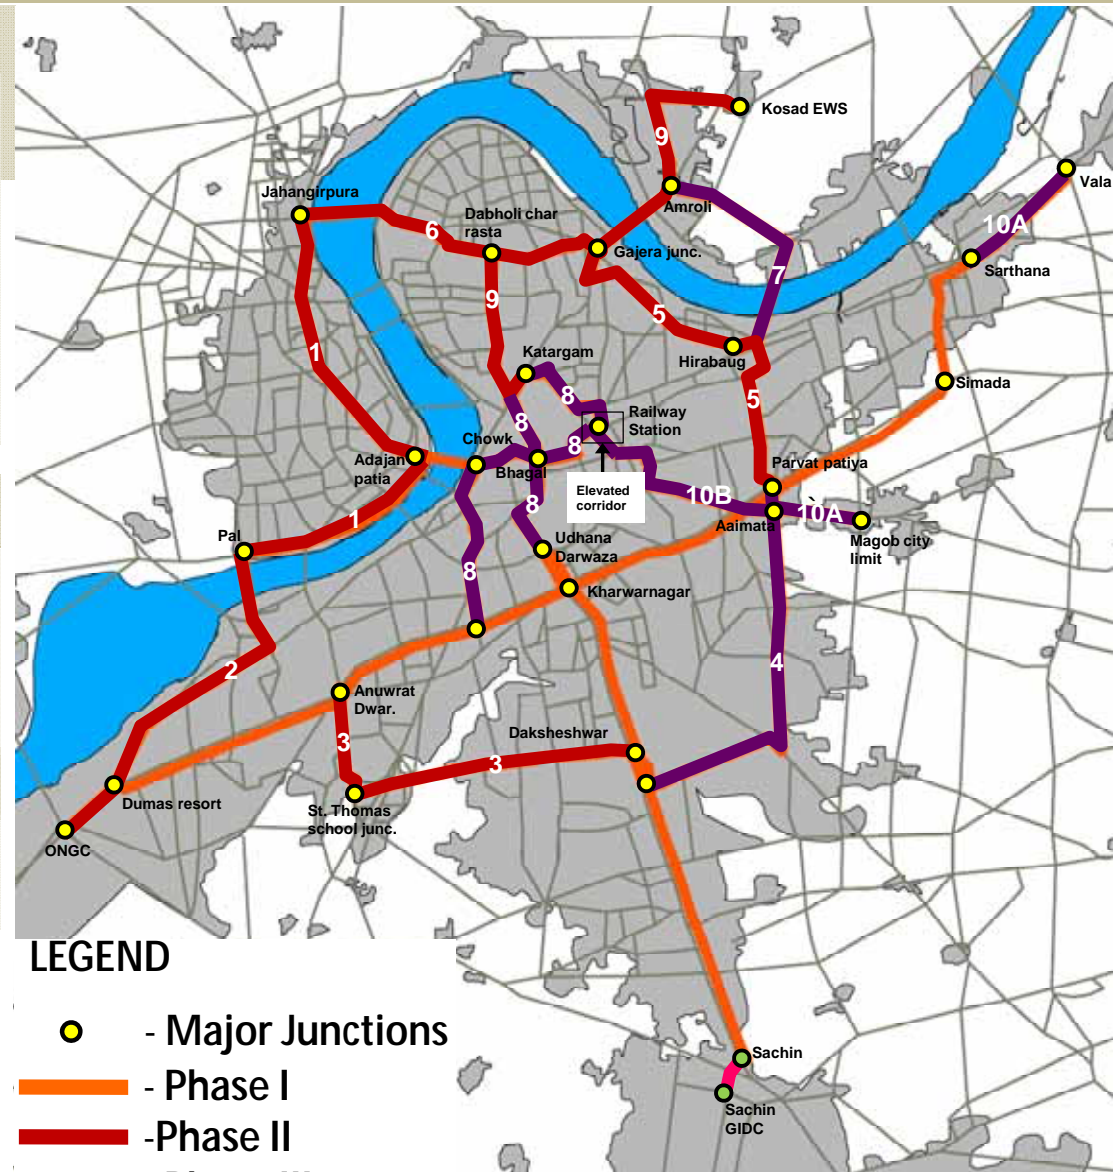 Kosad EWS
9
Jahangirpura
Vala
Amroli
Dabholi char
rasta
10A
6
Gajera junc.
Sarthana
7
9
5
1
Hirabaug
Katargam
Simada
8
5
8
Railway
Station
Chowk
8
Adajan
patia
Bhagal
Parvat patiya
Elevated
corridor
10B
8
10A
Aaimata
1
Pal
Udhana
Darwaza
Magob city
limit
8
Kharwarnagar
2
4
Anuwrat
Dwar.
Daksheshwar
3
3
Dumas resort
St. Thomas
school junc.
ONGC
LEGEND
- Major Junctions
Sachin
- Phase I
Sachin
GIDC
-Phase II